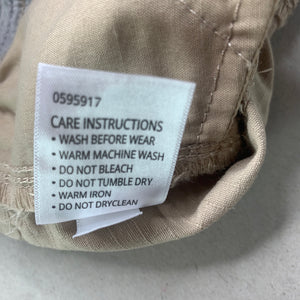 0595917
CARE INSTRUCTIONS
• WASH BEFORE WEAR
• WARM MACHINE WASH
• DO NOT BLEACH
• DO NOT TUMBLE DRY
• WARM IRON
• DO NOT DRYCLEAN